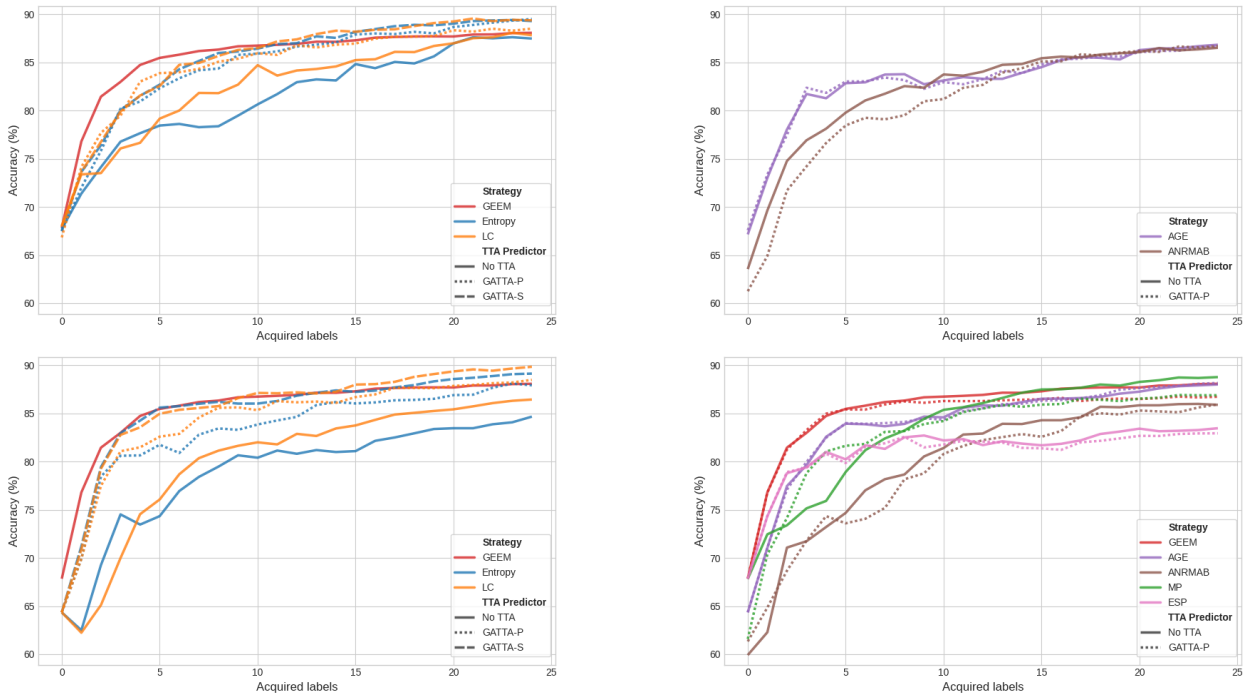 90
85
80
75
70
65
60
Accuracy (%)
0 5 10 15 20 25
Acquired labels
Strategy
GEEM
Entropy
LC
TTA Predictor
No TTA
GATTA-P
GATTA-S
90
85
80
75
70
65
60
Accuracy (%)
0 5 10 15 20 25
Acquired labels
Strategy
AGE
ANRMAB
TTA Predictor
No TTA
GATTA-P
90
85
80
75
70
65
60
Accuracy (%)
0 5 10 15 20 25
Acquired labels
Strategy
GEEM
Entropy
LC
TTA Predictor
No TTA
GATTA-P
GATTA-S
90
85
80
75
70
65
60
Accuracy (%)
0 5 10 15 20 25
Acquired labels
Strategy
GEEM
AGE
ANRMAB
MP
ESP
TTA Predictor
No TTA
GATTA-P